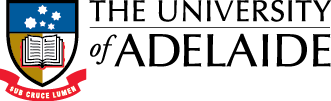 THE UNIVERSITY
of ADELAIDE
SUB CRUCE LUMEN